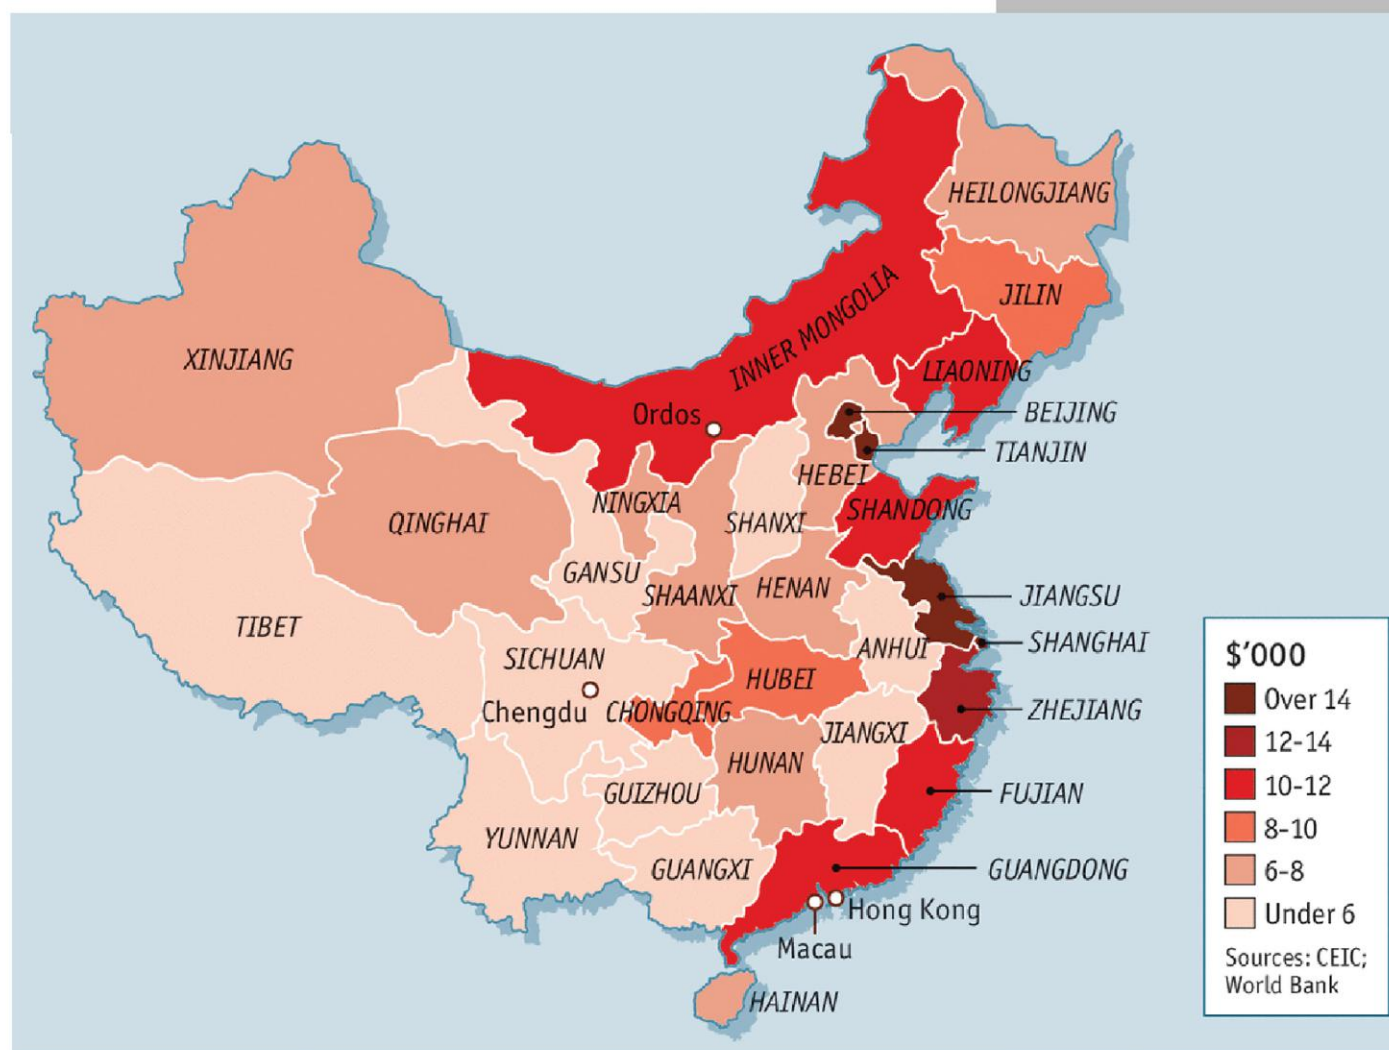 HEILONGJIANG
JILIN
INNER MONGOLIA
XINJIANG
LIAONING
Ordos
BEIJING
TIANJIN
HEBEI
NINGXIA
SHANXI
SHANDONG
QINGHAI
GANSU
SHAANXI
HENAN
JIANGSU
TIBET
SHANGHAI
ANHUI
SICHUAN
HUBEI
Chengdu
CHONGQING
ZHEJIANG
JIANGXI
HUNAN
GUIZHOU
FUJIAN
YUNNAN
GUANGXI
GUANGDONG
Hong Kong
Macau
HAINAN
$'000
Over 14
12-14
10-12
8-10
6-8
Under 6
Sources: CEIC;
World Bank